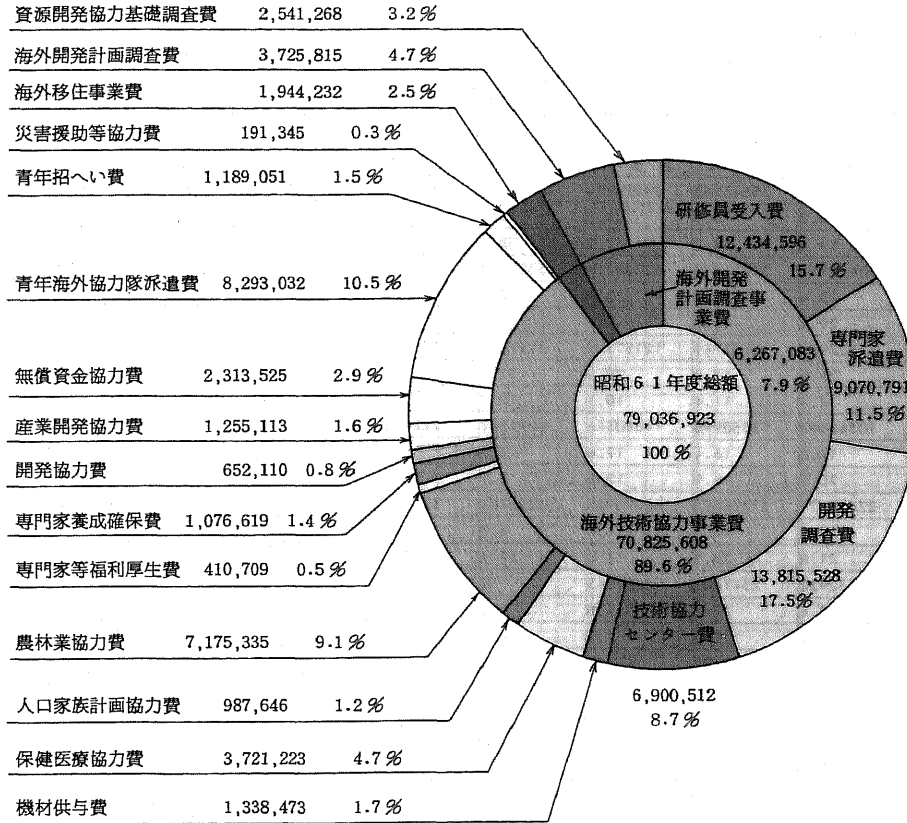 資源開発協力基礎調査費 2,541,268 3.2%
海外開発計画調査費 3,725,815 4.7%
海外移住事業費 1,944,232 2.5%
災害援助等協力費 191,345 0.3%
青年招へい費 1,189,051 1.5%
青年海外協力隊派遣費 8,293,032 10.5%
無償資金協力費 2,313,525 2.9%
産業開発協力費 1,255,113 1.6%
開発協力費 652,110 0.8%
専門家養成確保費 1,076,619 1.4%
専門家等福利厚生費 410,709 0.5%
農林業協力費 7,175,335 9.1%
人口家族計画協力費 987,646 1.2%
保健医療協力費 3,721,223 4.7%
機材供与費 1,338,473 1.7%
研修員受入費
12,434,596
15.7%
海外開発
計画調査事
業費
6,267,083
7.9%
専門家
派遣費
9,070,791
11.5%
昭和61年度総額
79,036,923
100%
開発
調査費
13,815,528
17.5%
海外技術協力事業費
70,825,608
89.6%
技術協力
センター費
6,900,512
8.7%